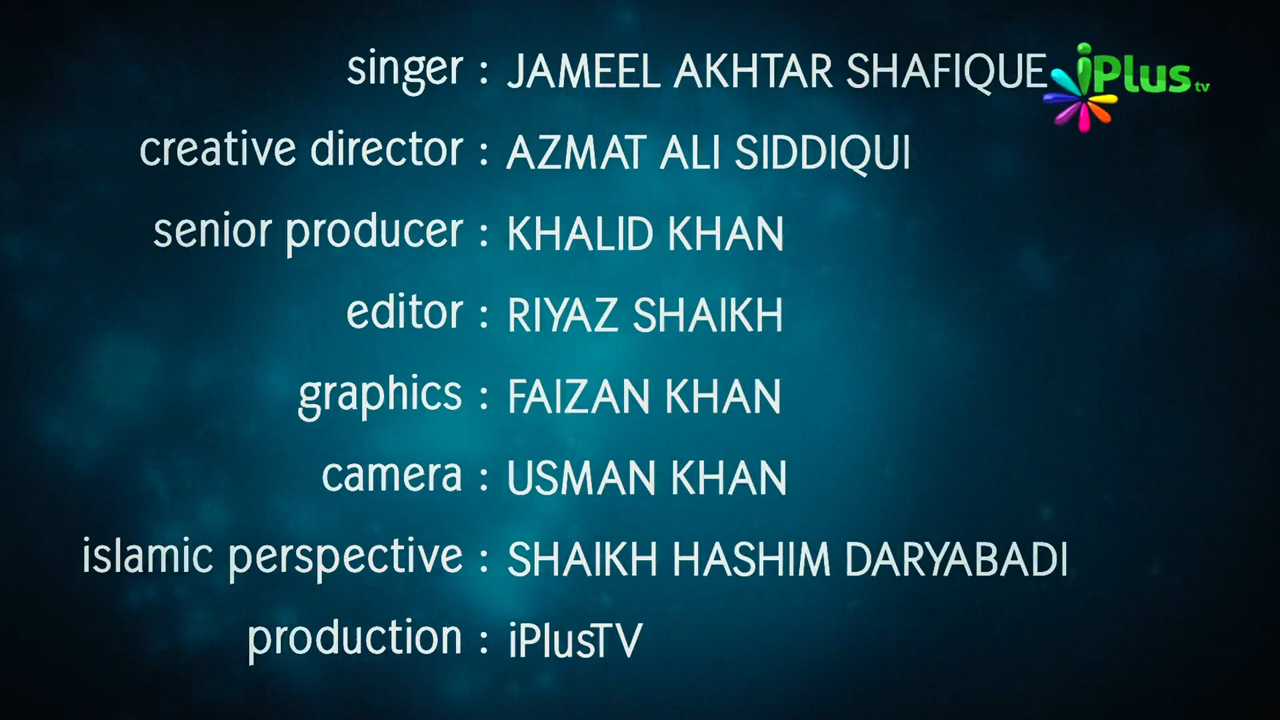 singer : JAMEEL AKHTAR SHAFIQUE
iPlus tv
creative director : AZMAT ALI SIDDIQUI
senior producer : KHALID KHAN
editor : RIYAZ SHAIKH
graphics : FAIZAN KHAN
camera : USMAN KHAN
islamic perspective : SHAIKH HASHIM DARYABADI
production : iPlusTV